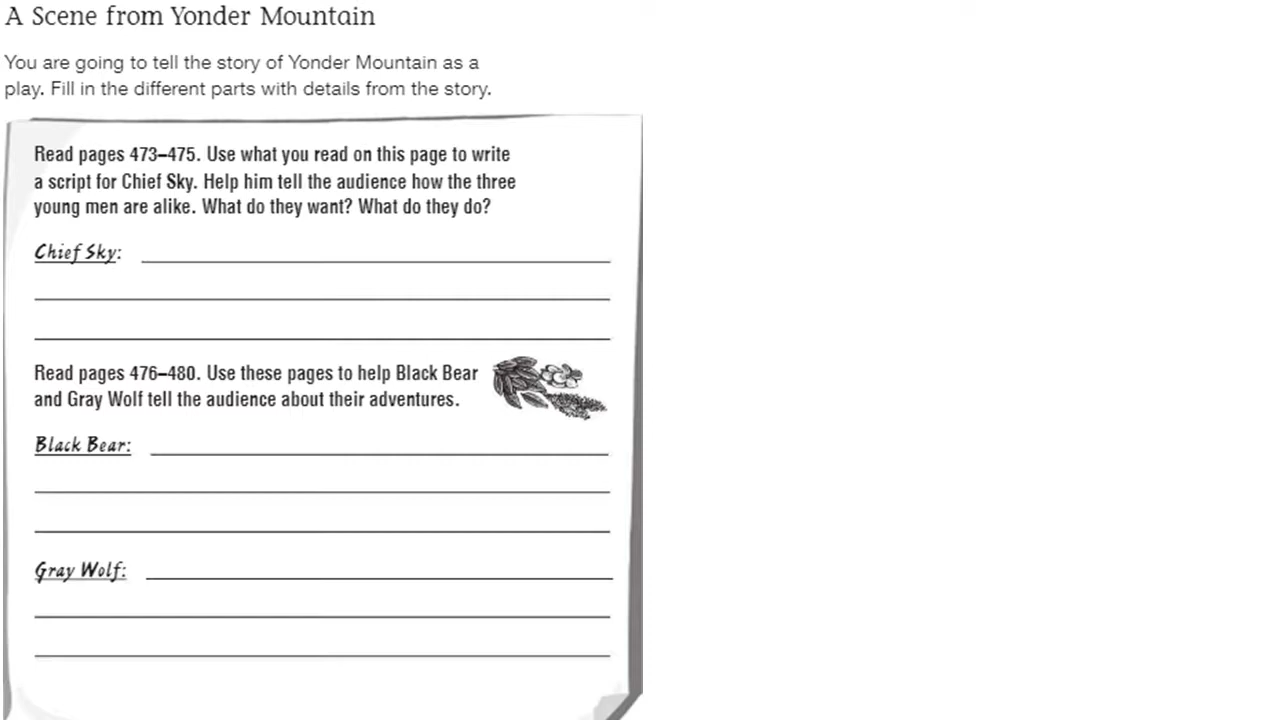 A Scene from Yonder Mountain
You are going to tell the story of Yonder Mountain as a
play. Fill in the different parts with details from the story.
Read pages 473–475. Use what you read on this page to write
a script for Chief Sky. Help him tell the audience how the three
young men are alike. What do they want? What do they do?
Chief Sky:
Read pages 476–480. Use these pages to help Black Bear
and Gray Wolf tell the audience about their adventures.
Black Bear:
Gray Wolf: